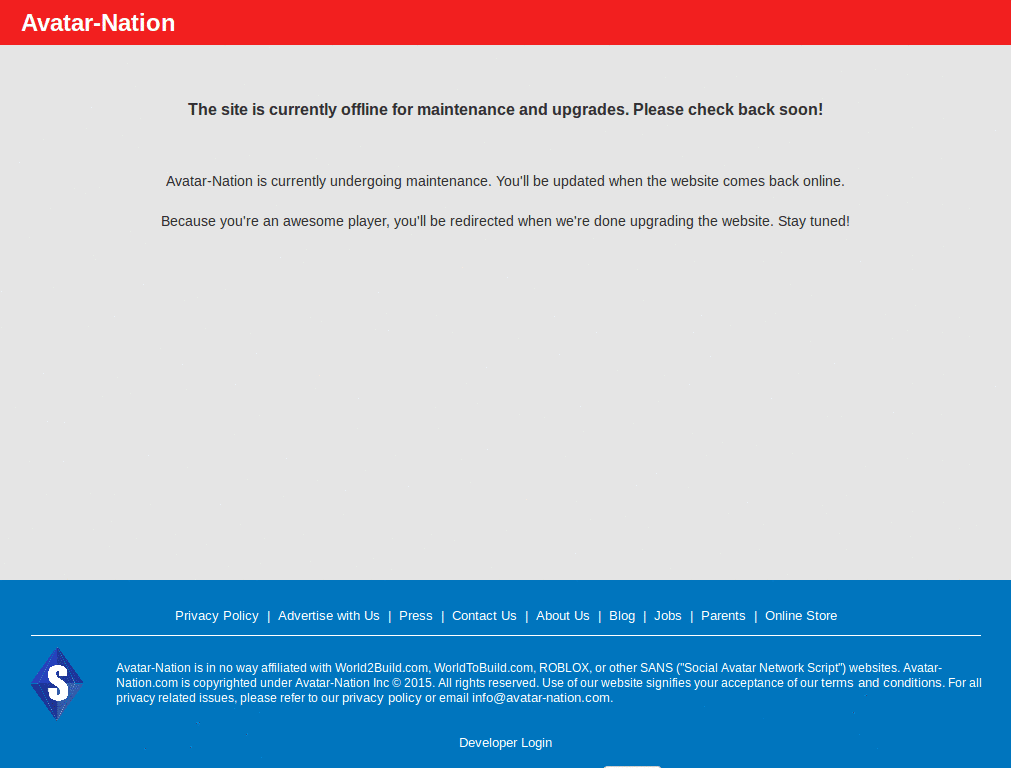 Avatar-Nation
The site is currently offline for maintenance and upgrades. Please check back soon!
Avatar-Nation is currently undergoing maintenance. You'll be updated when the website comes back online.
Because you're an awesome player, you'll be redirected when we're done upgrading the website. Stay tuned!
Privacy Policy | Advertise with Us | Press | Contact Us | About Us | Blog | Jobs | Parents | Online Store
S
Avatar-Nation is in no way affiliated with World2Build.com, WorldToBuild.com, ROBLOX, or other SANS ("Social Avatar Network Script") websites. Avatar-
Nation.com is copyrighted under Avatar-Nation Inc © 2015. All rights reserved. Use of our website signifies your acceptance of our terms and conditions. For all
privacy related issues, please refer to our privacy policy or email info@avatar-nation.com.
Developer Login